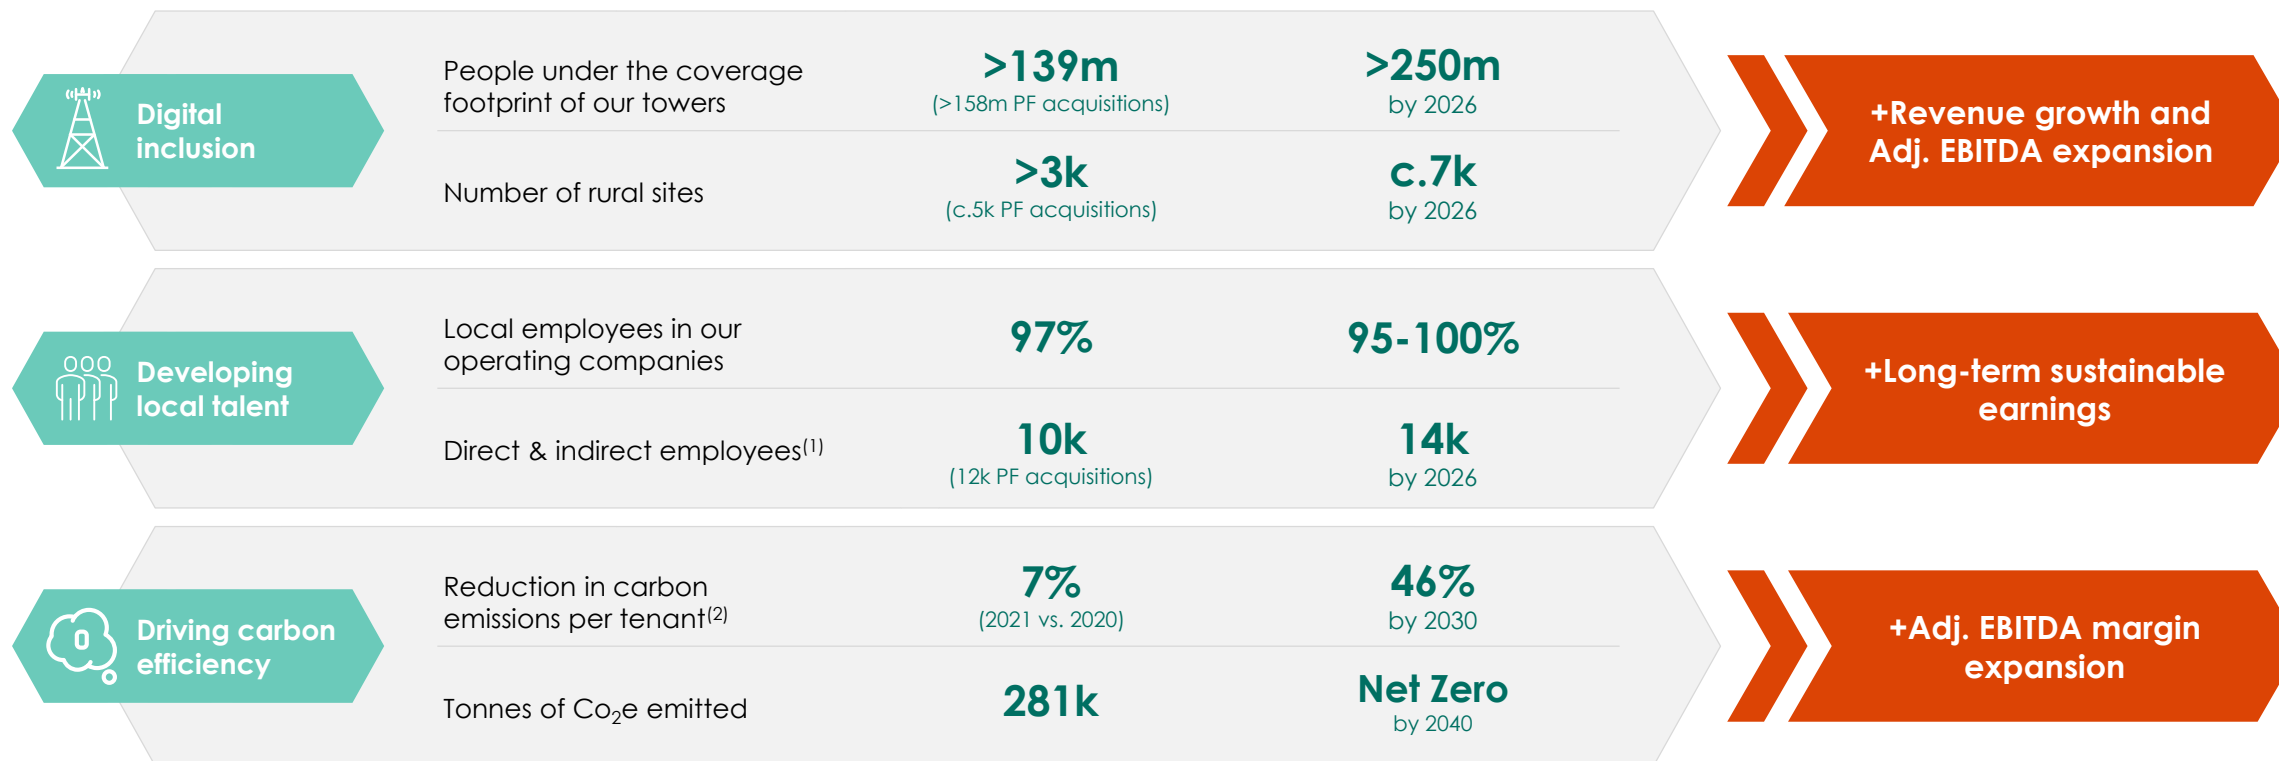 Digital
inclusion
People under the coverage
footprint of our towers
>139m
(>158m PF acquisitions)
>250m
by 2026
Number of rural sites
>3k
(c.5k PF acquisitions)
c.7k
by 2026
+Revenue growth and
Adj. EBITDA expansion
Developing
local talent
Local employees in our
operating companies
97%
95-100%
Direct & indirect employees(1)
10k
(12k PF acquisitions)
14k
by 2026
+Long-term sustainable
earnings
0
Driving carbon
efficiency
Reduction in carbon
emissions per tenant(2)
7%
(2021 vs. 2020)
46%
by 2030
Tonnes of Co2e emitted
281k
Net Zero
by 2040
+Adj. EBITDA margin
expansion